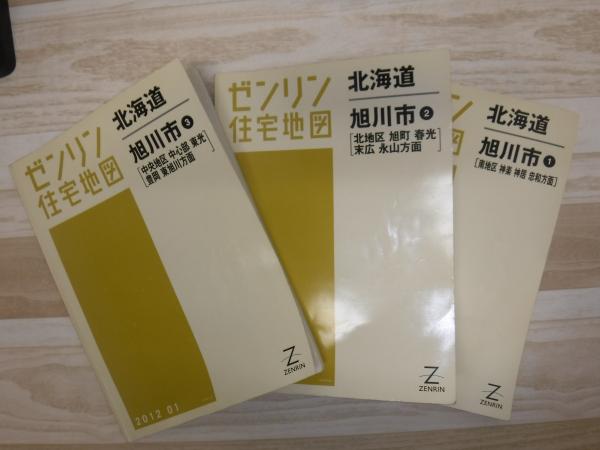 ゼンリン
住宅地図
北海道
旭川市3
[中央地区 中心部 東光
豊岡 東旭川方面]
Z
ZENRIN
2012 01
ゼンリン
住宅地図
北海道
旭川市2
[北地区 旭町 春光
末広 永山方面]
Z
ZENRIN
ン
図
北海道
旭川市1
[南地区 神楽 神居 忠和方面]
Z
ZENRIN